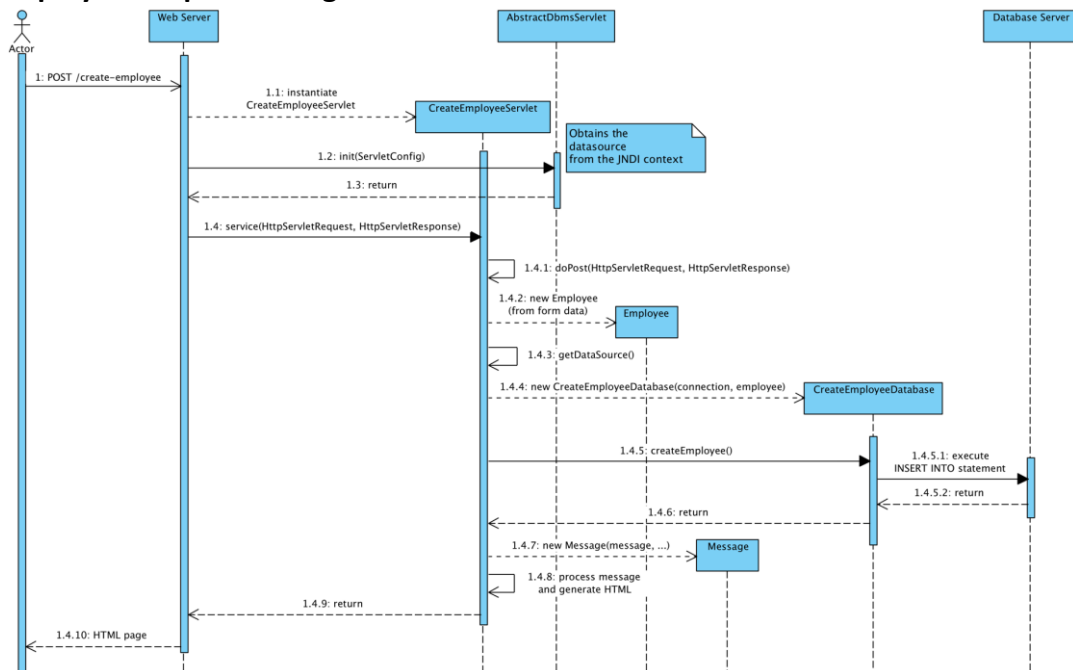 Web Server
AbstractDbmsServlet
Database Server
Actor
1: POST /create-employee
1.1: instantiate
CreateEmployeeServlet
CreateEmployeeServlet
Obtains the
datasource
from the JNDI context
1.2: init(ServletConfig)
1.3: return
1.4: service(HttpServletRequest, HttpServletResponse)
1.4.1: doPost(HttpServletRequest, HttpServletResponse)
1.4.2: new Employee
(from form data)
Employee
1.4.3: getDataSource()
1.4.4: new CreateEmployeeDatabase(connection, employee)
CreateEmployeeDatabase
1.4.5: createEmployee()
1.4.5.1: execute
INSERT INTO statement
1.4.5.2: return
1.4.6: return
1.4.7: new Message(message, ...)
Message
1.4.8: process message
and generate HTML
1.4.9: return
1.4.10: HTML page